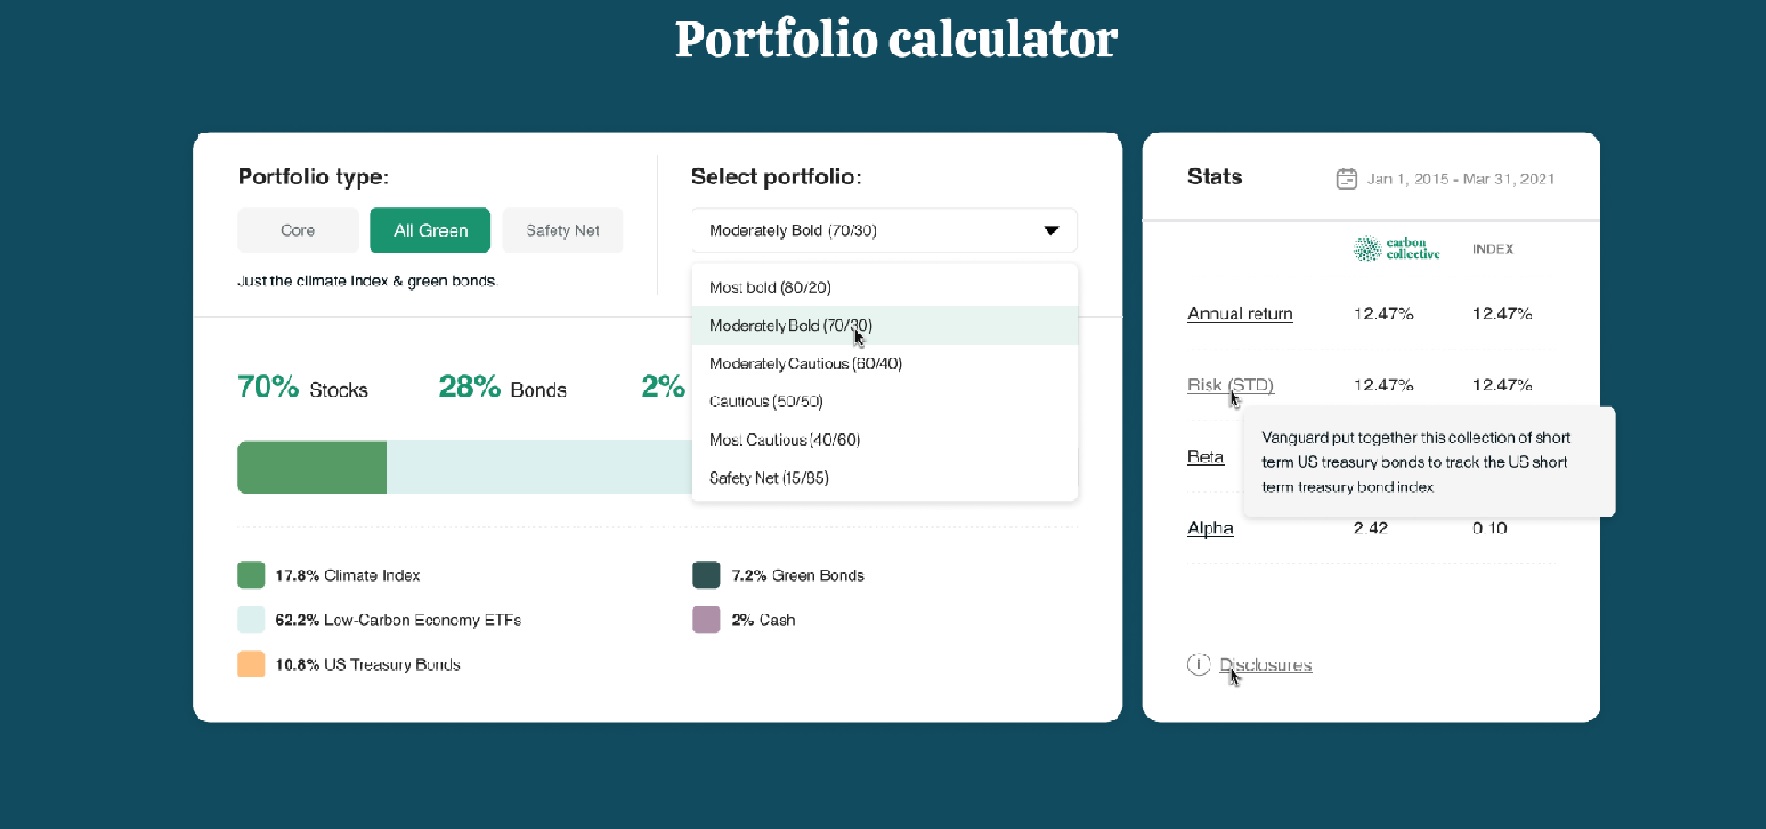 Portfolio calculator
Portfolio type:
Core
All Green
Safety Net
Just the climate index & green bonds.
Select portfolio:
Moderately Bold (70/30)
Most bold (80/20)
Moderately Bold (70/30)
Moderately Cautious (60/40)
Cautious (50/50)
Most Cautious (40/60)
Safety Net (15/85)
70% Stocks
28% Bonds
2%
17.8% Climate Index
62.2% Low-Carbon Economy ETFs
10.8% US Treasury Bonds
7.2% Green Bonds
2% Cash
Stats
Jan 1, 2015 - Mar 31, 2021
carbon
collective
INDEX
Annual return 12.47% 12.47%
Risk (STD) 12.47% 12.47%
Vanguard put together this collection of short
term US treasury bonds to track the US short
term treasury bond index
Beta
Alpha 2.42 0.10
Disclosures